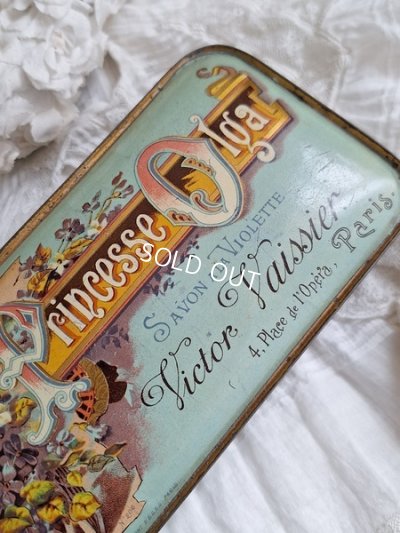 Princesse Olga
SAVON A LA VIOLETTE
Victor Vaissier
4, Place de l'Opéra, Paris.
SOLD OUT